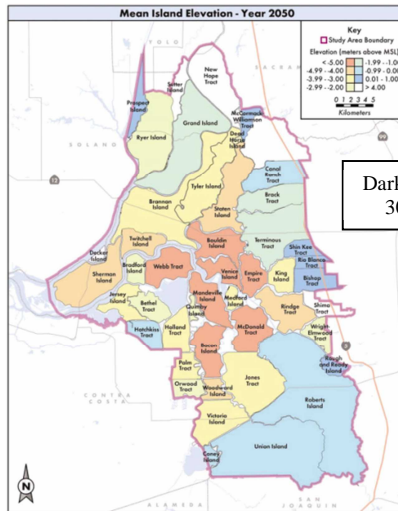 Mean Island Elevation - Year 2050
Key
Study Area Boundary
Elevation (meters above MSL)
< -5.00
-1.99 - -1.00
-4.99 - -4.00
-0.99 - 0.00
-3.99 - -3.00
0.01 - 1.00
-2.99 - -2.00
> 4.00
0 1 2 3 4 5
Kilometers
YOLO
SOLANO
Sutter
Island
New
Hope
Tract
Prospect
Island
Ryer
Island
Grand Island
McCormack
Williamson
Tract
Dead
Horse
Island
Canal
Ranch
Tract
Tyler Island
Staten
Island
Brack
Tract
Brannan
Island
Terminous
Tract
Twitchell
Island
Bouldin
Island
Shin Kee
Tract
Rio Blanco
Tract
Decker
Island
Sherman
Island
Bradford
Island
Webb Tract
Venice
Island
Empire
Tract
King
Island
Bishop
Tract
Jersey
Island
Bethel
Tract
Mandeville
Island
Quimby
Island
Medford
Island
Rindge
Tract
Shima
Tract
Hotchkiss
Tract
Holland
Tract
McDonald
Tract
Wright-
Elmwood
Tract
Bacon
Island
Rough
and Ready
Island
Palm
Tract
Orwood
Tract
Woodward
Island
Jones
Tract
Roberts
Island
Victoria
Island
Union Island
Coney
Island
CONTRA
COSTA
ALAMEDA
SAN
JOAQUIN
N
12
99
Dark
30